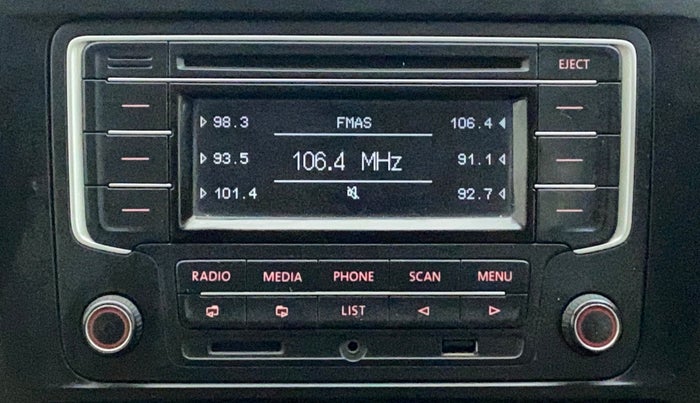 EJECT
98.3 FMAS 106.4
93.5 106.4 MHz 91.1
101.4 92.7
RADIO MEDIA PHONE SCAN MENU
LIST